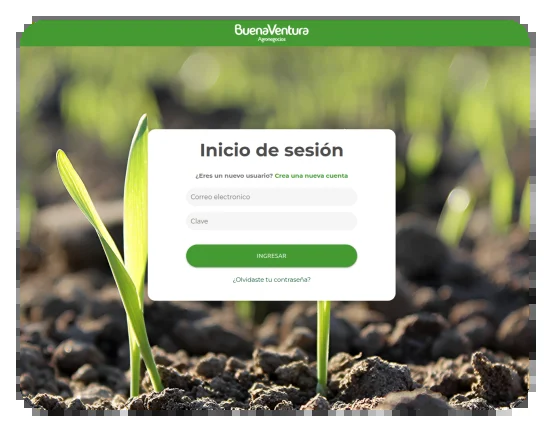 BuenaVentura
Agronegocios
Inicio de sesión
¿Eres un nuevo usuario? Crea una nueva cuenta
Correo electronico
Clave
INGRESAR
¿Olvidaste tu contraseña?